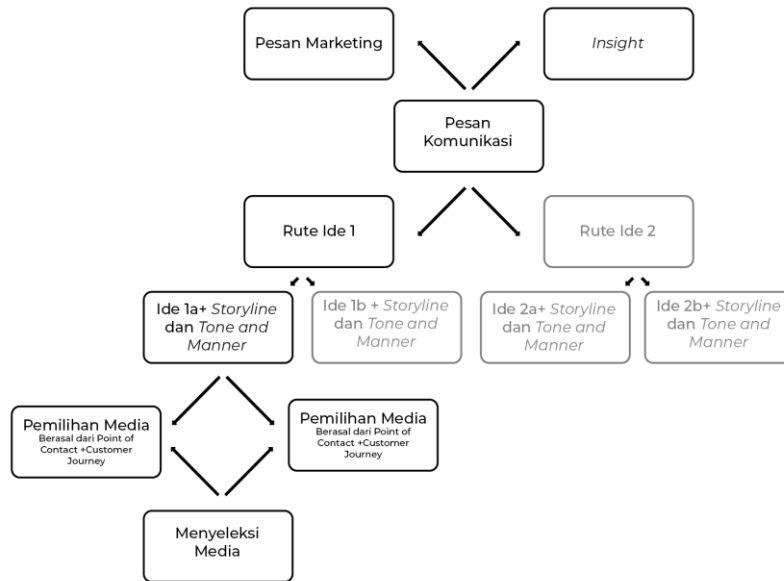 Pesan Marketing
Insight
Pesan
Komunikasi
Rute Ide 1
Rute Ide 2
Ide 1a+ Storyline
dan Tone and
Manner
Ide 1b + Storyline
dan Tone and
Manner
Ide 2a+ Storyline
dan Tone and
Manner
Ide 2b+ Storyline
dan Tone and
Manner
Pemilihan Media
Berasal dari Point of
Contact +Customer
Journey
Pemilihan Media
Berasal dari Point of
Contact +Customer
Journey
Menyeleksi
Media